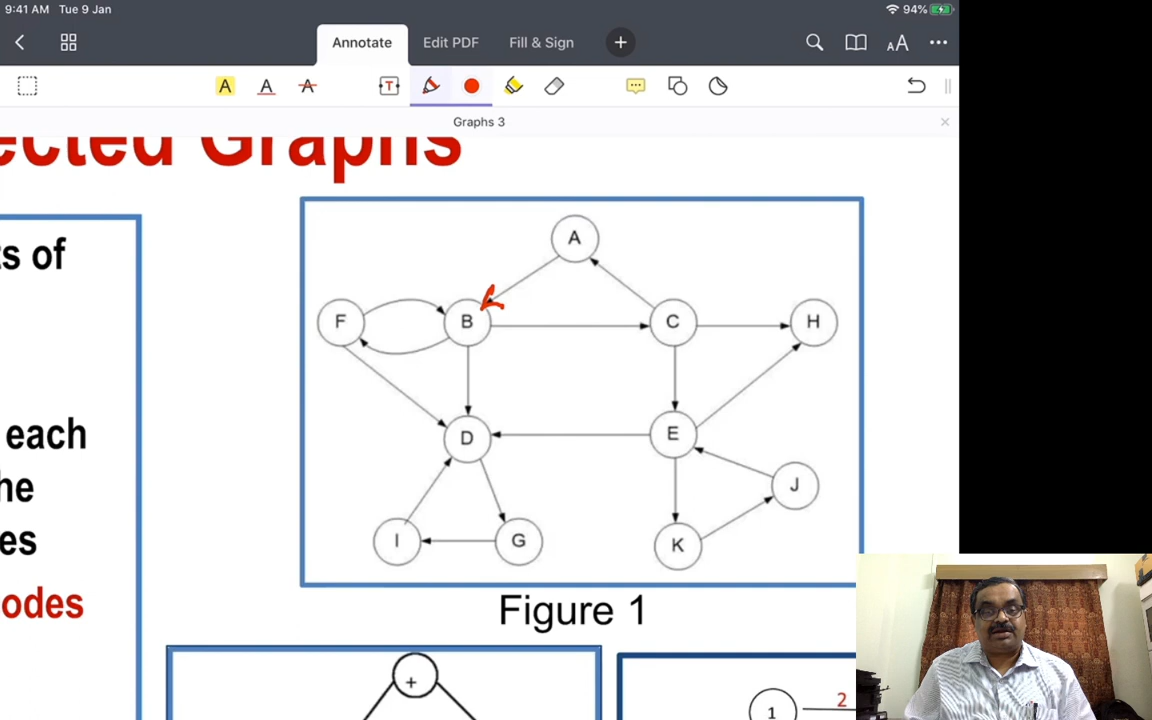 9:41 AM Tue 9 Jan
94%
Annotate
Edit PDF
Fill & Sign
A
A
A
T
AA
Graphs 3
ected Graphs
ts of
each
he
es
odes
A
F
B
C
H
D
E
J
I
G
K
Figure 1
+
1
2